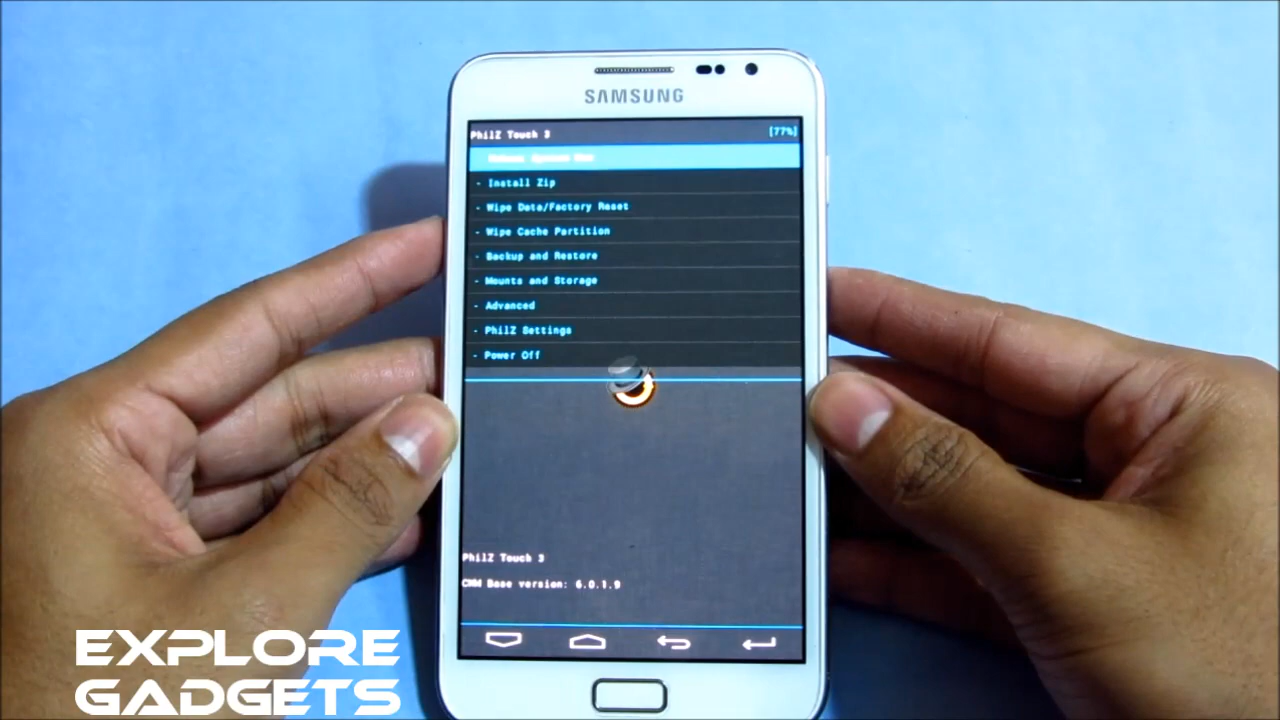 SAMSUNG
PhilZ Touch 3 [77%]
- Install Zip
- Wipe Data/Factory Reset
- Wipe Cache Partition
- Backup and Restore
- Mounts and Storage
- Advanced
- PhilZ Settings
- Power Off
PhilZ Touch 3
CWM Base version: 6.0.1.9
EXPLORE
GADGETS